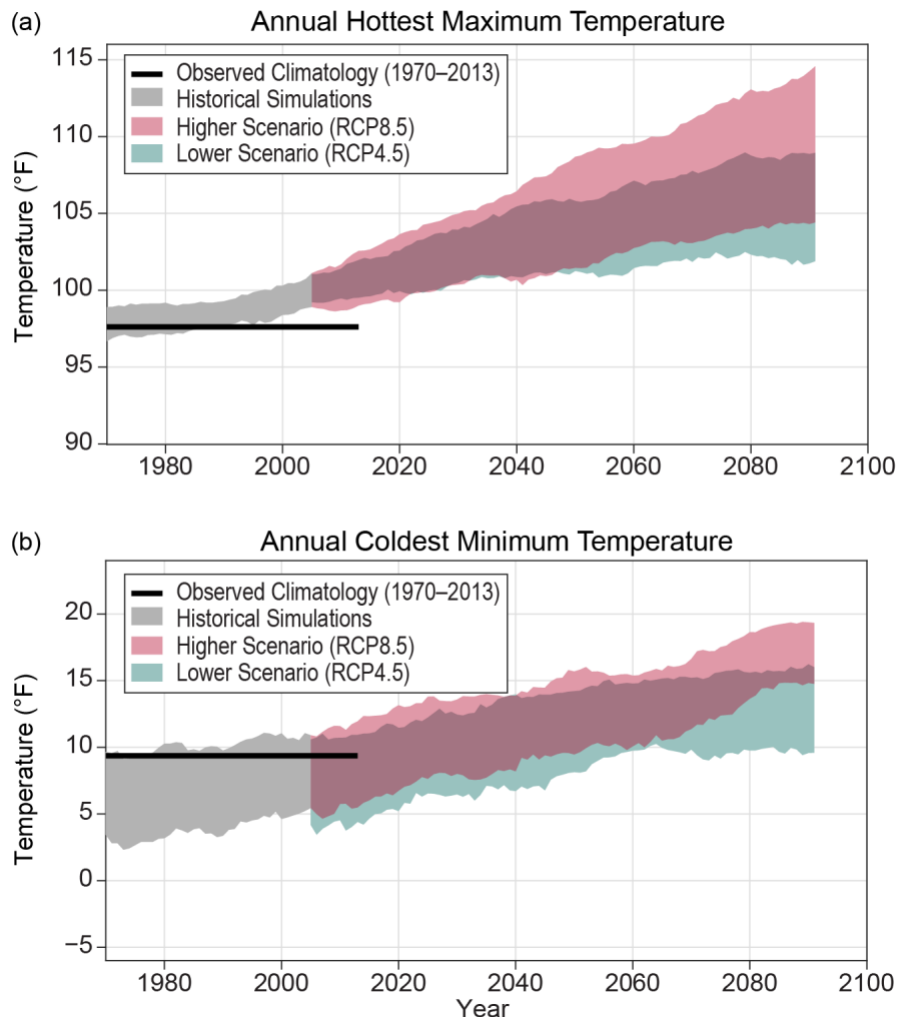 (a)
Annual Hottest Maximum Temperature
115
110
105
100
95
90
Temperature (°F)
Observed Climatology (1970–2013)
Historical Simulations
Higher Scenario (RCP8.5)
Lower Scenario (RCP4.5)
1980 2000 2020 2040 2060 2080 2100
(b)
Annual Coldest Minimum Temperature
20
15
10
5
0
−5
Temperature (°F)
Observed Climatology (1970–2013)
Historical Simulations
Higher Scenario (RCP8.5)
Lower Scenario (RCP4.5)
1980 2000 2020 2040 2060 2080 2100
Year